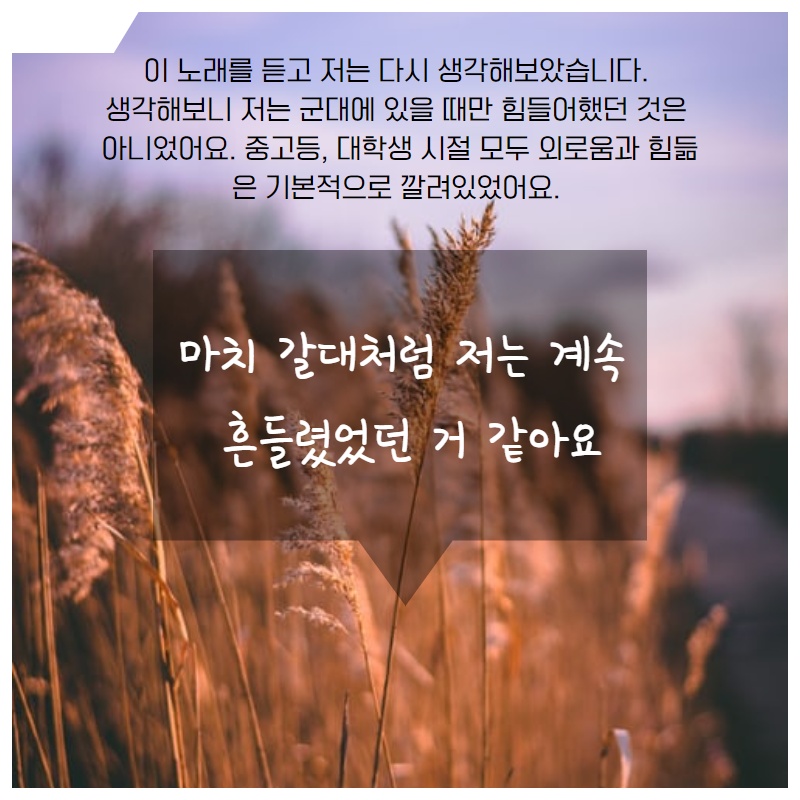 이 노래를 듣고 저는 다시 생각해보았습니다.
생각해보니 저는 군대에 있을 때만 힘들어했던 것은
아니었어요. 중고등, 대학생 시절 모두 외로움과 힘듦
은 기본적으로 깔려있었어요.
마치 갈대처럼 저는 계속
흔들렸었던 거 같아요